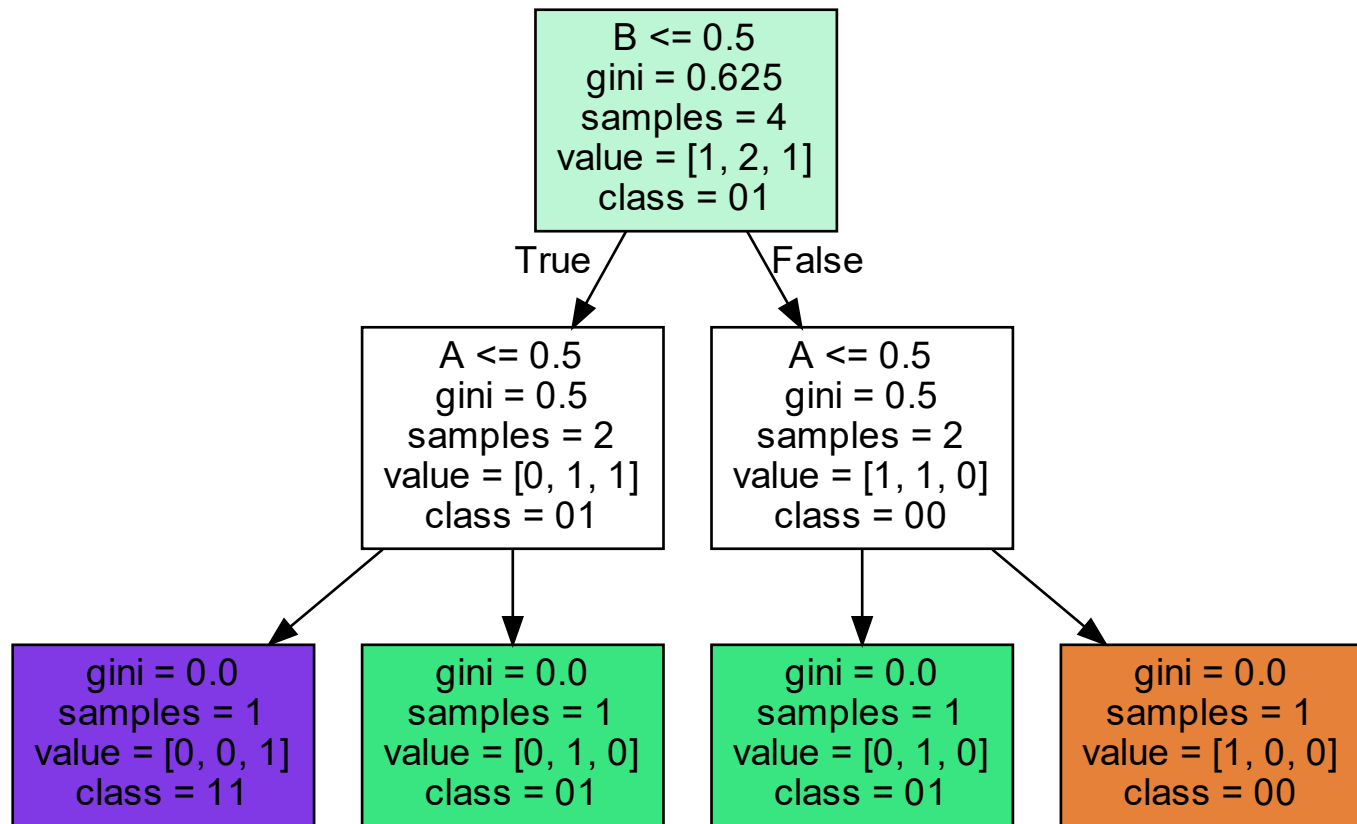 B <= 0.5
gini = 0.625
samples = 4
value = [1, 2, 1]
class = 01
True
False
A <= 0.5
gini = 0.5
samples = 2
value = [0, 1, 1]
class = 01
A <= 0.5
gini = 0.5
samples = 2
value = [1, 1, 0]
class = 00
gini = 0.0
samples = 1
value = [0, 0, 1]
class = 11
gini = 0.0
samples = 1
value = [0, 1, 0]
class = 01
gini = 0.0
samples = 1
value = [0, 1, 0]
class = 01
gini = 0.0
samples = 1
value = [1, 0, 0]
class = 00